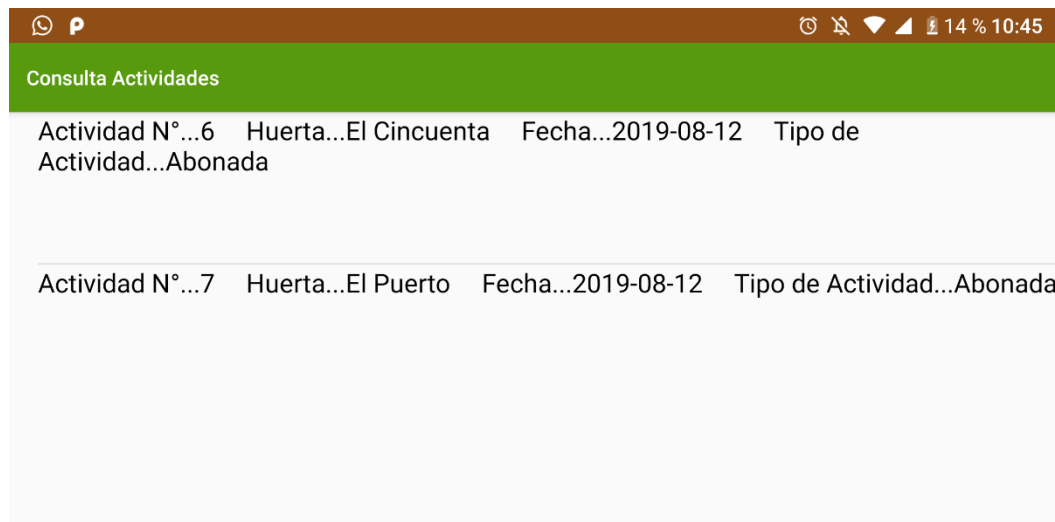 14 % 10:45
Consulta Actividades
Actividad N°...6 Huerta...El Cincuenta Fecha...2019-08-12 Tipo de
Actividad...Abonada
Actividad N°...7 Huerta...El Puerto Fecha...2019-08-12 Tipo de Actividad...Abonada